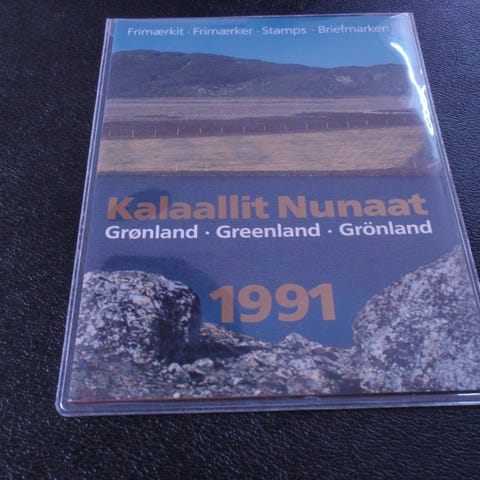 Frimærkit · Frimærker · Stamps · Briefmarken
Kalaallit Nunaat
Grønland · Greenland · Grönland
1991